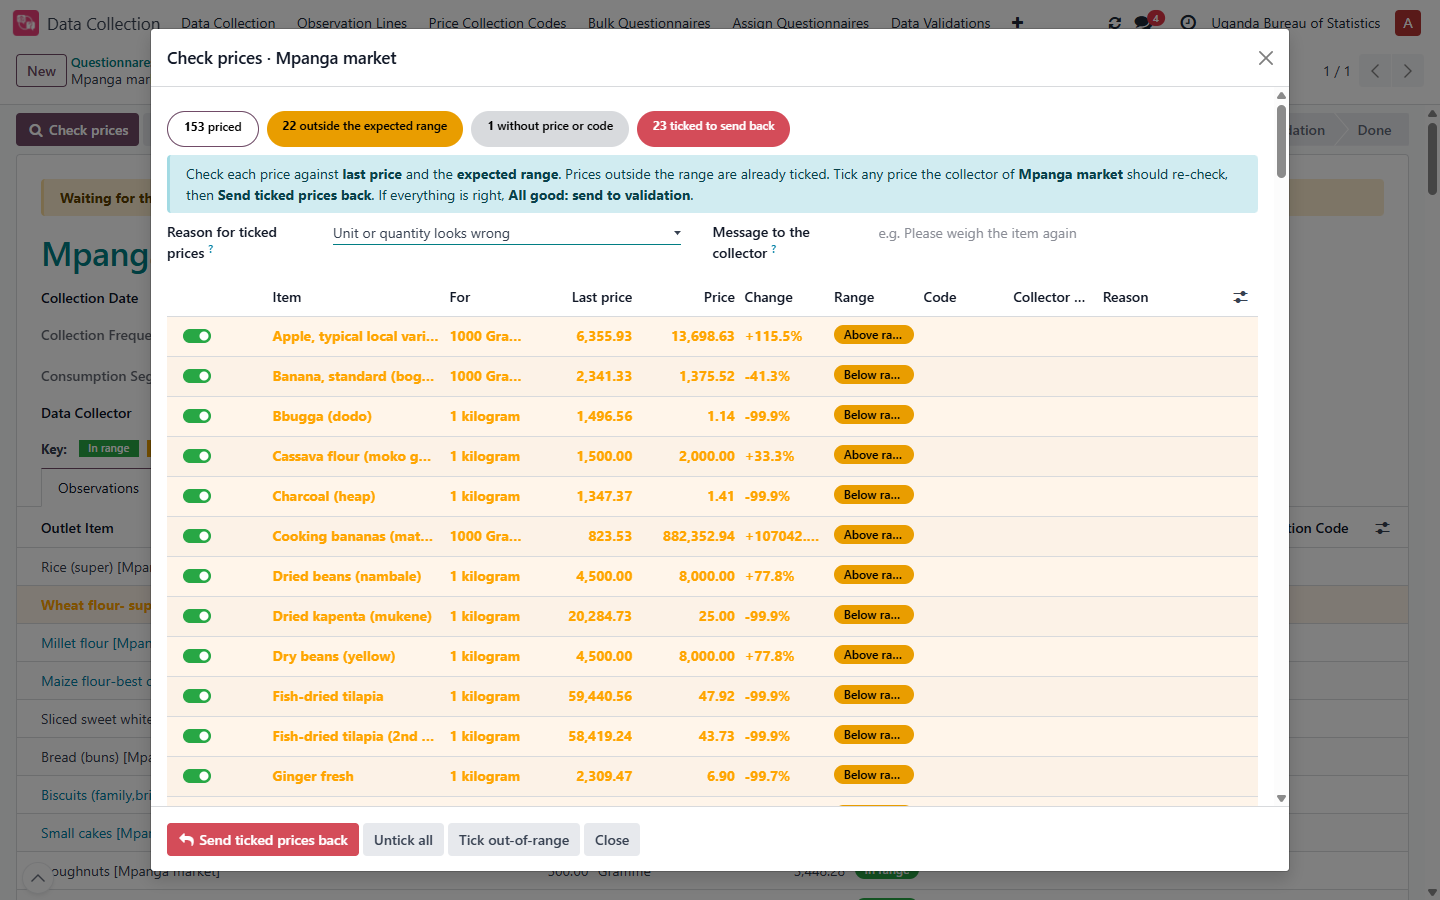 Data Collection
Data Collection Observation Lines Price Collection Codes Bulk Questionnaires Assign Questionnaires Data Validations
4
Uganda Bureau of Statistics
A
New
Questionnare
Mpanga mar
1 / 1
Check prices
dation
Done
Waiting for th
Mpang
Collection Date
Collection Freque
Consumption Seg
Data Collector
Key: In range
Observations
Outlet Item
tion Code
Rice (super) [Mpan
Wheat flour- sup
Millet flour [Mpan
Maize flour-best q
Sliced sweet white
Bread (buns) [Mpa
Biscuits (family,bri
Small cakes [Mpan
oughnuts [Mpanga market]
Gramme
In range
Check prices · Mpanga market
153 priced
22 outside the expected range
1 without price or code
23 ticked to send back
Check each price against last price and the expected range. Prices outside the range are already ticked. Tick any price the collector of Mpanga market should re-check,
then Send ticked prices back. If everything is right, All good: send to validation.
Reason for ticked
prices ?
Unit or quantity looks wrong
Message to the
collector ?
e.g. Please weigh the item again
Item For Last price Price Change Range Code Collector ... Reason
Apple, typical local vari... 1000 Gra... 6,355.93 13,698.63 +115.5% Above ra...
Banana, standard (bog... 1000 Gra... 2,341.33 1,375.52 -41.3% Below ra...
Bbugga (dodo) 1 kilogram 1,496.56 1.14 -99.9% Below ra...
Cassava flour (moko g... 1 kilogram 1,500.00 2,000.00 +33.3% Above ra...
Charcoal (heap) 1 kilogram 1,347.37 1.41 -99.9% Below ra...
Cooking bananas (mat... 1000 Gra... 823.53 882,352.94 +107042.... Above ra...
Dried beans (nambale) 1 kilogram 4,500.00 8,000.00 +77.8% Above ra...
Dried kapenta (mukene) 1 kilogram 20,284.73 25.00 -99.9% Below ra...
Dry beans (yellow) 1 kilogram 4,500.00 8,000.00 +77.8% Above ra...
Fish-dried tilapia 1 kilogram 59,440.56 47.92 -99.9% Below ra...
Fish-dried tilapia (2nd ... 1 kilogram 58,419.24 43.73 -99.9% Below ra...
Ginger fresh 1 kilogram 2,309.47 6.90 -99.7% Below ra...
Send ticked prices back
Untick all
Tick out-of-range
Close